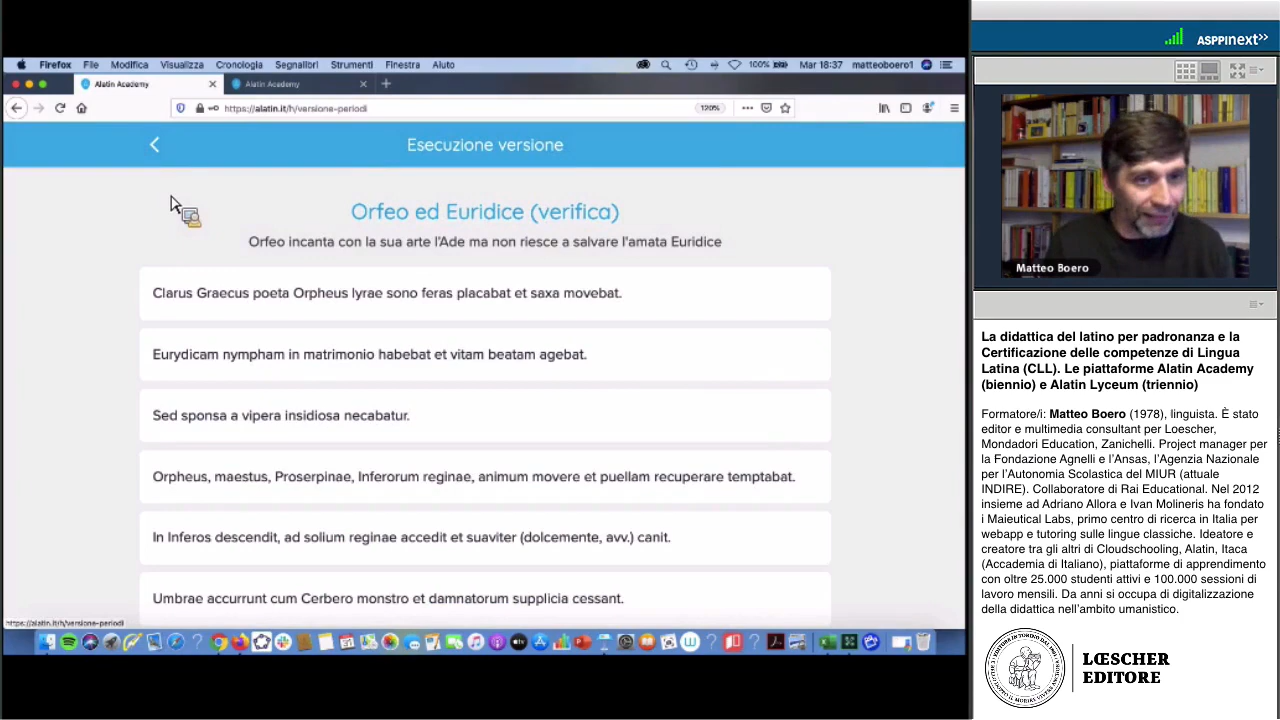 ASPPInext>>
Firefox File Modifica Visualizza Cronologia Segnalibri Strumenti Finestra Aiuto 100% Mar 18:37 matteoboero1
Alatin Academy
Alatin Academy
https://alatin.it/h/versione-periodi 120%
Esecuzione versione
Orfeo ed Euridice (verifica)
Orfeo incanta con la sua arte l'Ade ma non riesce a salvare l'amata Euridice
Clarus Graecus poeta Orpheus lyrae sono feras placabat et saxa movebat.
Eurydicam nympham in matrimonio habebat et vitam beatam agebat.
Sed sponsa a vipera insidiosa necabatur.
Orpheus, maestus, Proserpinae, Inferorum reginae, animum movere et puellam recuperare temptabat.
In Inferos descendit, ad solium reginae accedit et suaviter (dolcemente, avv.) canit.
Umbrae accurrunt cum Cerbero monstro et damnatorum supplicia cessant.
https://alatin.it/h/versione-periodi
Matteo Boero
La didattica del latino per padronanza e la
Certificazione delle competenze di Lingua
Latina (CLL). Le piattaforme Alatin Academy
(biennio) e Alatin Lyceum (triennio)
Formatore/i: Matteo Boero (1978), linguista. È stato
editor e multimedia consultant per Loescher,
Mondadori Education, Zanichelli. Project manager per
la Fondazione Agnelli e l'Ansas, l'Agenzia Nazionale
per l'Autonomia Scolastica del MIUR (attuale
INDIRE). Collaboratore di Rai Educational. Nel 2012
insieme ad Adriano Allora e Ivan Molineris ha fondato
i Maieutical Labs, primo centro di ricerca in Italia per
webapp e tutoring sulle lingue classiche. Ideatore e
creatore tra gli altri di Cloudschooling, Alatin, Itaca
(Accademia di Italiano), piattaforme di apprendimento
con oltre 25.000 studenti attivi e 100.000 sessioni di
lavoro mensili. Da anni si occupa di digitalizzazione
della didattica nell'ambito umanistico.
LŒSCHER
EDITORE